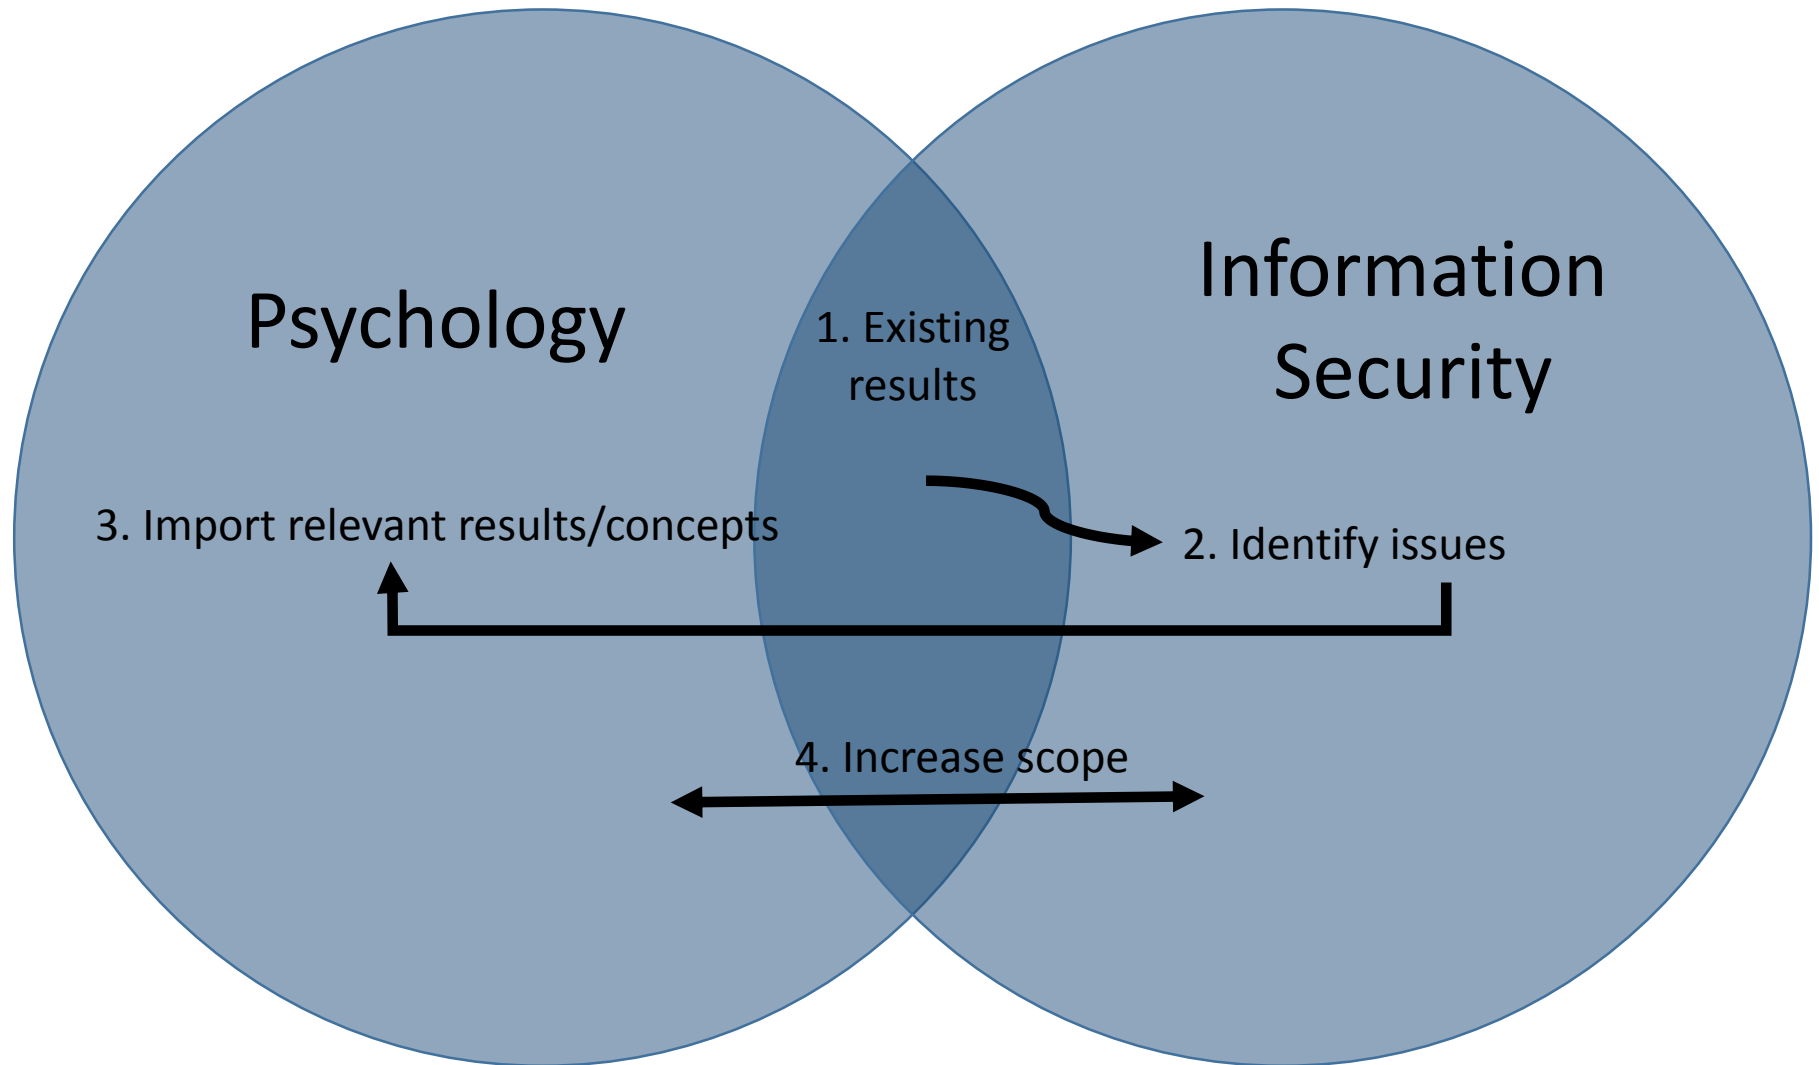 Psychology
Information
Security
1. Existing
results
3. Import relevant results/concepts
2. Identify issues
4. Increase scope